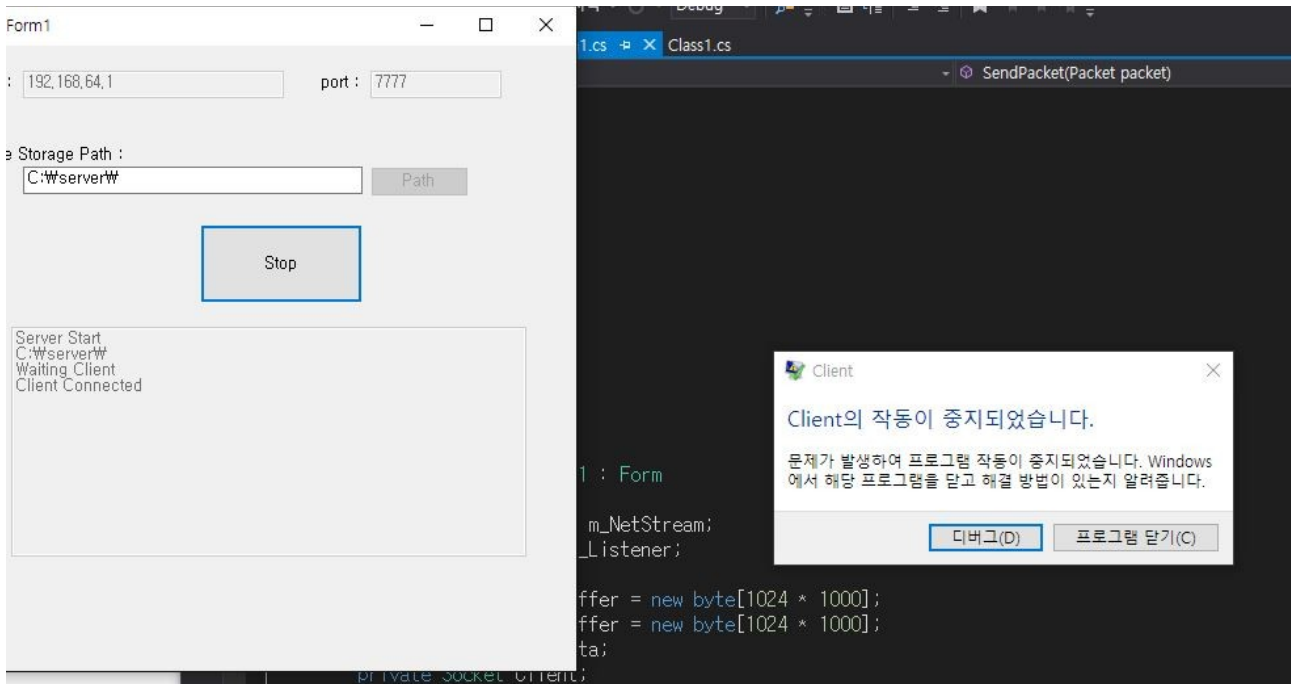 Form1
: 192,168,64,1
port : 7777
e Storage Path :
C:₩server₩
Path
Stop
Server Start
C:₩server₩
Waiting Client
Client Connected
Debug
1.cs
Class1.cs
SendPacket(Packet packet)
1 : Form
m_NetStream;
_Listener;
ffer = new byte[1024 * 1000];
ffer = new byte[1024 * 1000];
ta;
private Socket Client;
Client
Client의 작동이 중지되었습니다.
문제가 발생하여 프로그램 작동이 중지되었습니다. Windows
에서 해당 프로그램을 닫고 해결 방법이 있는지 알려줍니다.
디버그(D)
프로그램 닫기(C)